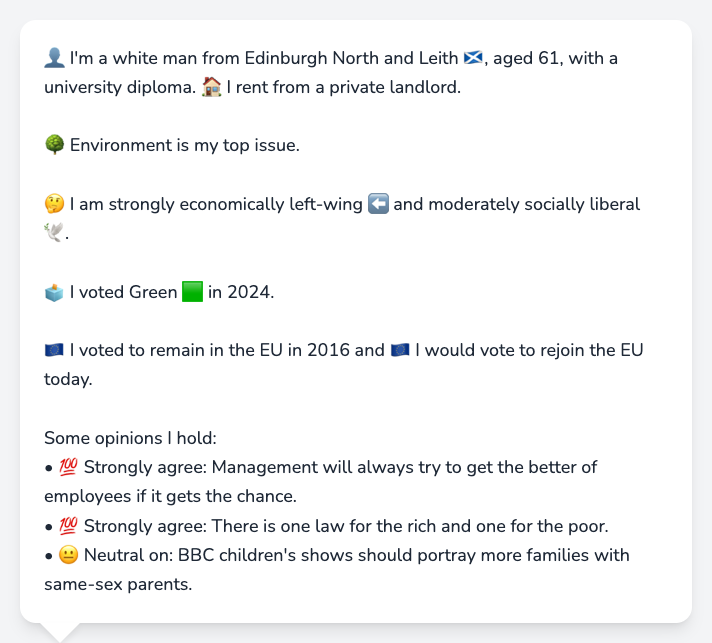 👤 I'm a white man from Edinburgh North and Leith 🏴󠁧󠁢󠁳󠁣󠁴󠁿, aged 61, with a
university diploma. 🏠 I rent from a private landlord.
🌳 Environment is my top issue.
🤔 I am strongly economically left-wing ⬅️ and moderately socially liberal
🕊️.
🗳️ I voted Green 🟩 in 2024.
🇪🇺 I voted to remain in the EU in 2016 and 🇪🇺 I would vote to rejoin the EU
today.
Some opinions I hold:
• 💯 Strongly agree: Management will always try to get the better of
employees if it gets the chance.
• 💯 Strongly agree: There is one law for the rich and one for the poor.
• 😐 Neutral on: BBC children's shows should portray more families with
same-sex parents.